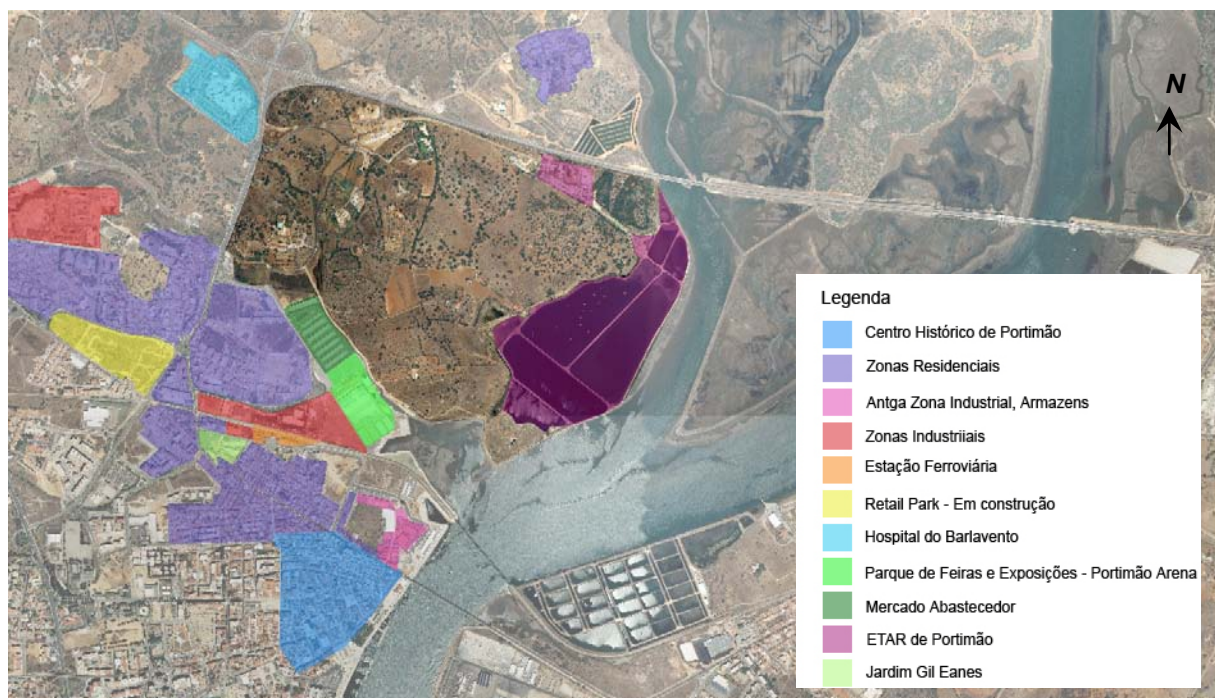 N
Legenda
Centro Histórico de Portimão
Zonas Residenciais
Antga Zona Industrial, Armazens
Zonas Industriiais
Estação Ferroviária
Retail Park - Em construção
Hospital do Barlavento
Parque de Feiras e Exposições - Portimão Arena
Mercado Abastecedor
ETAR de Portimão
Jardim Gil Eanes